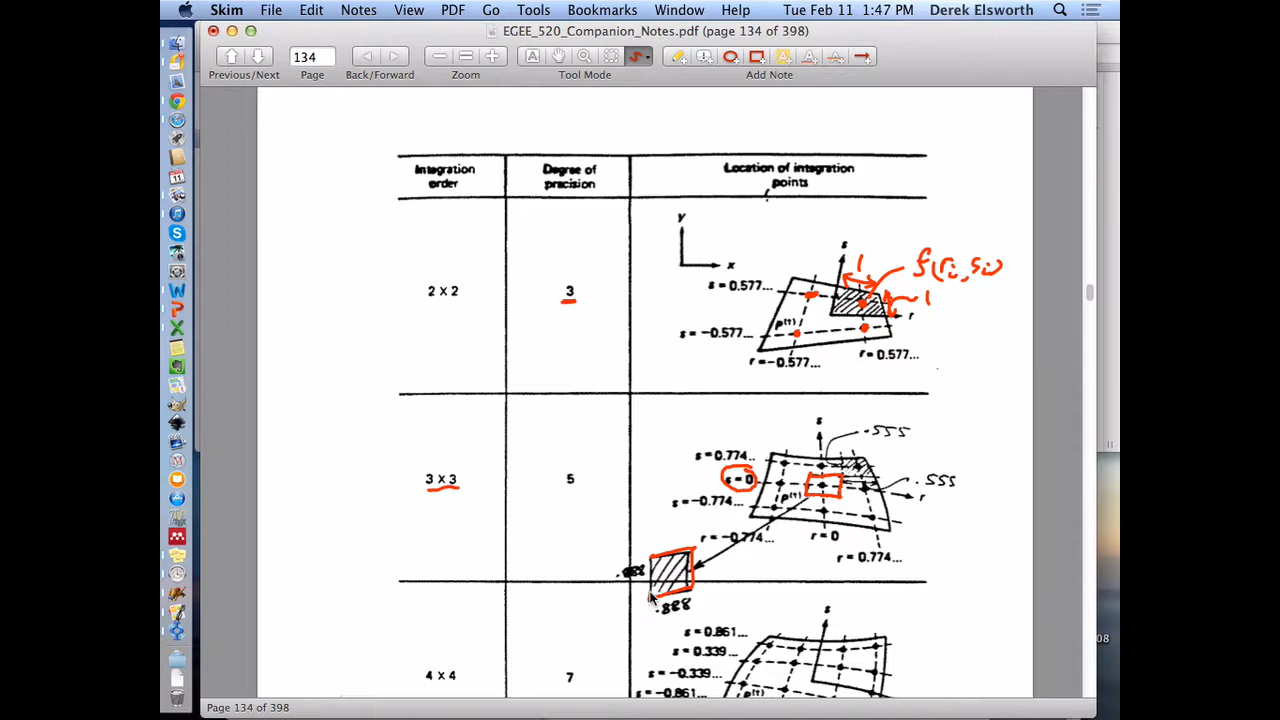 Skim File Edit Notes View PDF Go Tools Bookmarks Window Help Tue Feb 11 1:47 PM Derek Elsworth
EGEE_520_Companion_Notes.pdf (page 134 of 398)
134
Previous/Next Page Back/Forward Zoom Tool Mode Add Note
Integration order
Degree of precision
Location of integration points
2 × 2
3
y
x
s
r
s = 0.577...
s = −0.577...
r = −0.577...
r = 0.577...
p(t)
1
1
f(ri, si)
3 × 3
5
s
r
s = 0.774...
s = 0
s = −0.774...
r = −0.774...
r = 0
r = 0.774...
p(t)
.555
.555
.888
.888
4 × 4
7
s
s = 0.861...
s = 0.339...
s = −0.339...
s = −0.861...
p(t)
Page 134 of 398
08
11